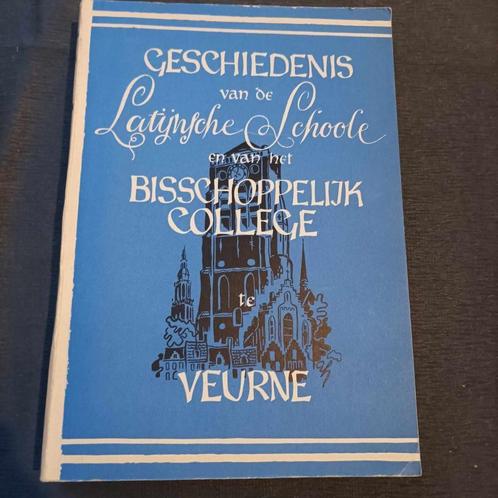 GESCHIEDENIS
van de
Latijnsche Schoole
en van het
BISSCHOPPELIJK
COLLEGE
te
VEURNE